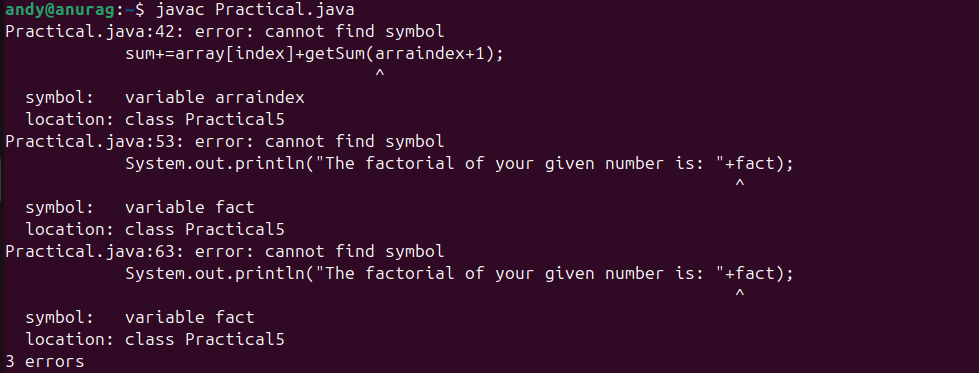 andy@anurag:~$ javac Practical.java
Practical.java:42: error: cannot find symbol
sum+=array[index]+getSum(arraindex+1);
^
symbol:   variable arraindex
location: class Practical5
Practical.java:53: error: cannot find symbol
System.out.println("The factorial of your given number is: "+fact);
^
symbol:   variable fact
location: class Practical5
Practical.java:63: error: cannot find symbol
System.out.println("The factorial of your given number is: "+fact);
^
symbol:   variable fact
location: class Practical5
3 errors